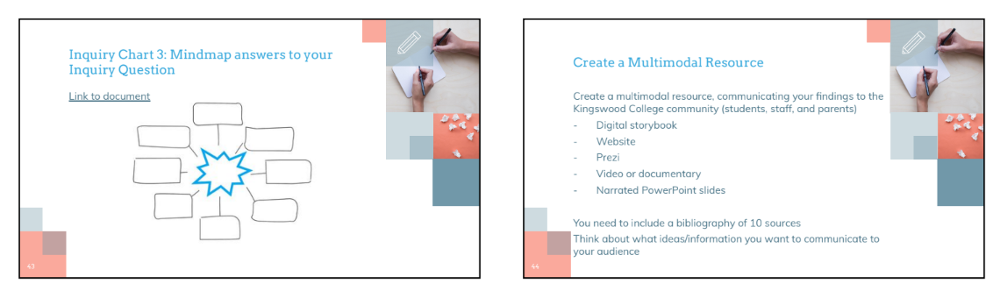 Inquiry Chart 3: Mindmap answers to your
Inquiry Question
Link to document
43
Create a Multimodal Resource
Create a multimodal resource, communicating your findings to the
Kingswood College community (students, staff, and parents)
- Digital storybook
- Website
- Prezi
- Video or documentary
- Narrated PowerPoint slides
You need to include a bibliography of 10 sources
Think about what ideas/information you want to communicate to
your audience
44